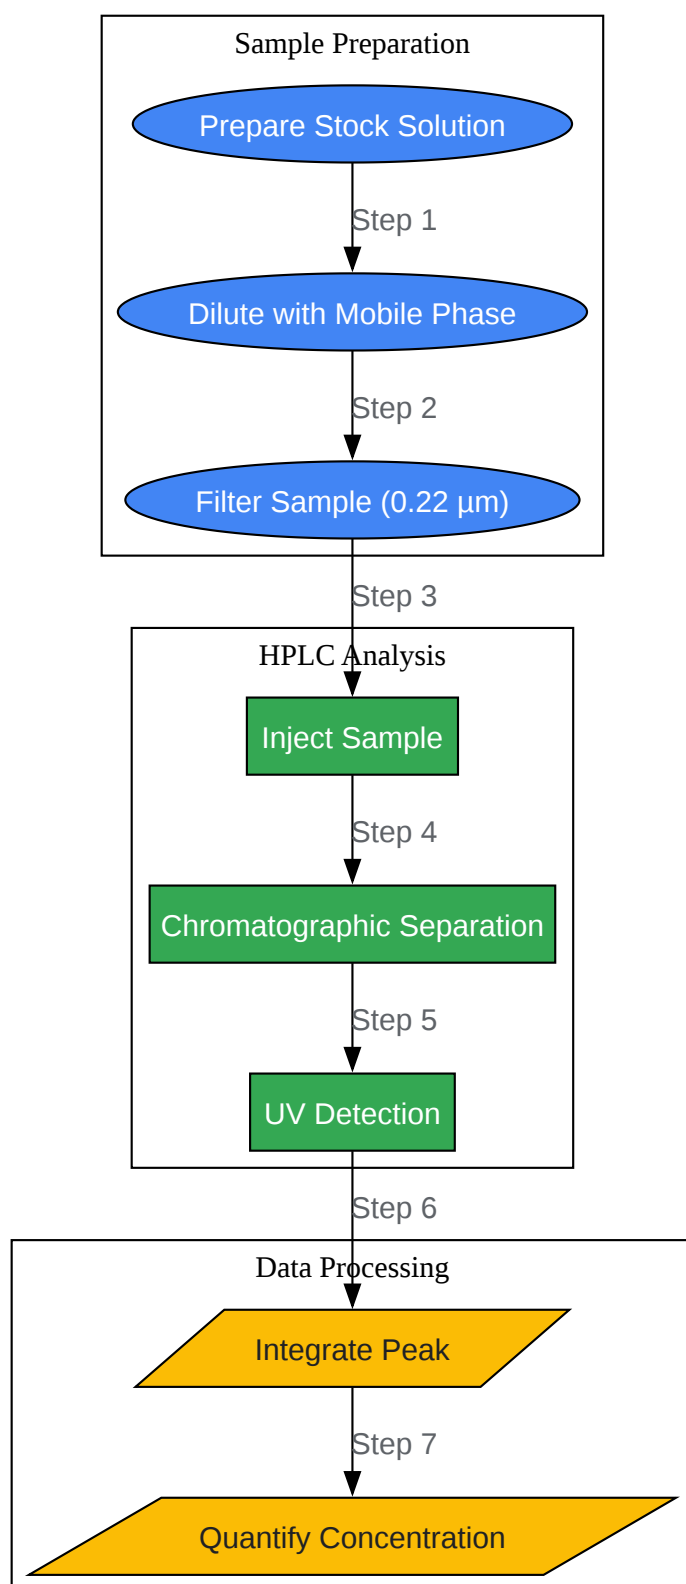 Sample Preparation
Prepare Stock Solution
Step 1
Dilute with Mobile Phase
Step 2
Filter Sample (0.22 µm)
Step 3
HPLC Analysis
Inject Sample
Step 4
Chromatographic Separation
Step 5
UV Detection
Step 6
Data Processing
Integrate Peak
Step 7
Quantify Concentration